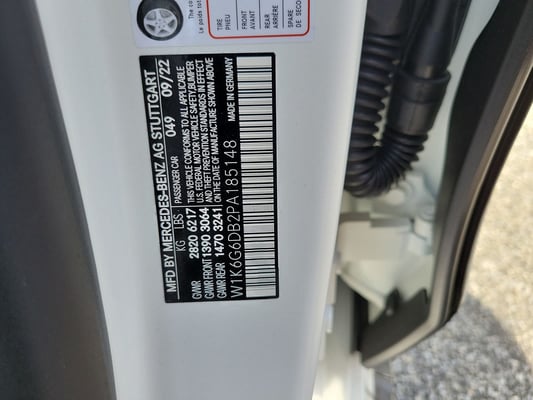 Le poids tot
TIRE
PNEU
FRONT
AVANT
REAR
ARRIÈRE
SPARE
DE SECO
MFD BY MERCEDES-BENZ AG STUTTGART
PASSENGER CAR 049 09/22
KG LBS
GVWR 2820 6217
GAWR FRONT 1390 3064
GAWR REAR 1470 3241
THIS VEHICLE CONFORMS TO ALL APPLICABLE
U.S. FEDERAL MOTOR VEHICLE SAFETY, BUMPER
AND THEFT PREVENTION STANDARDS IN EFFECT
ON THE DATE OF MANUFACTURE SHOWN ABOVE
MADE IN GERMANY
W1K6G6DB2PA185148